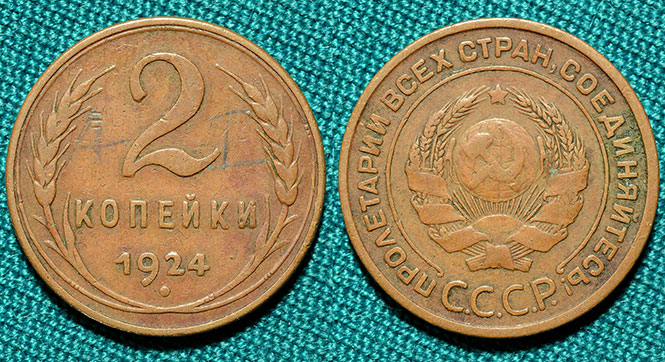 2
КОПЕЙКИ
1924
ПРОЛЕТАРИИ ВСЕХ СТРАН, СОЕДИНЯЙТЕСЬ!
С.С.С.Р.